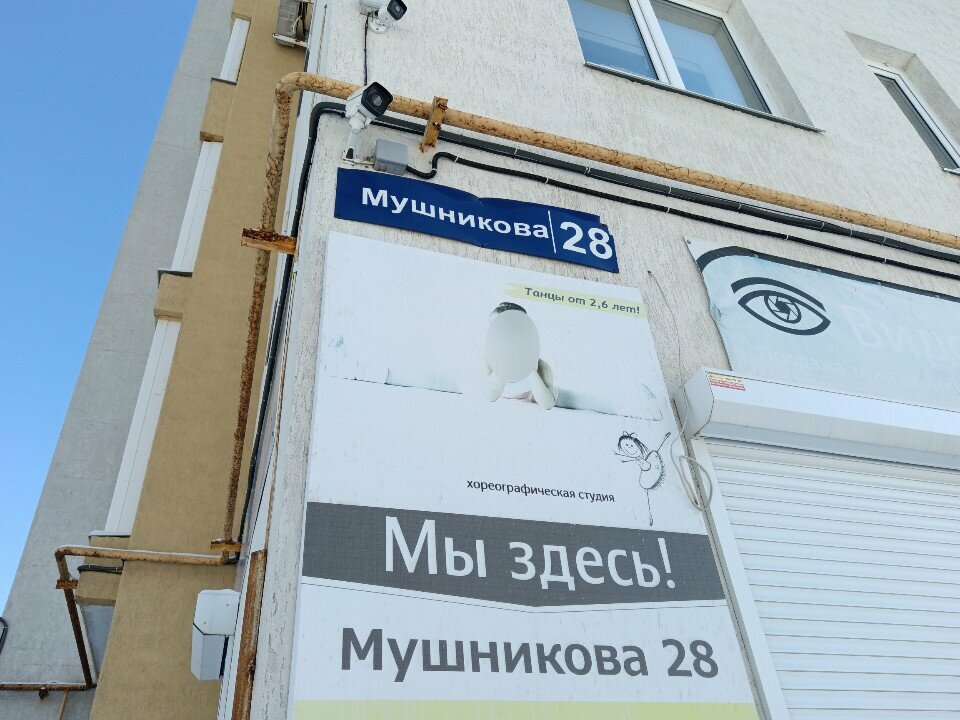 Мушникова 28
Танцы от 2,6 лет!
хореографическая студия
Мы здесь!
Мушникова 28